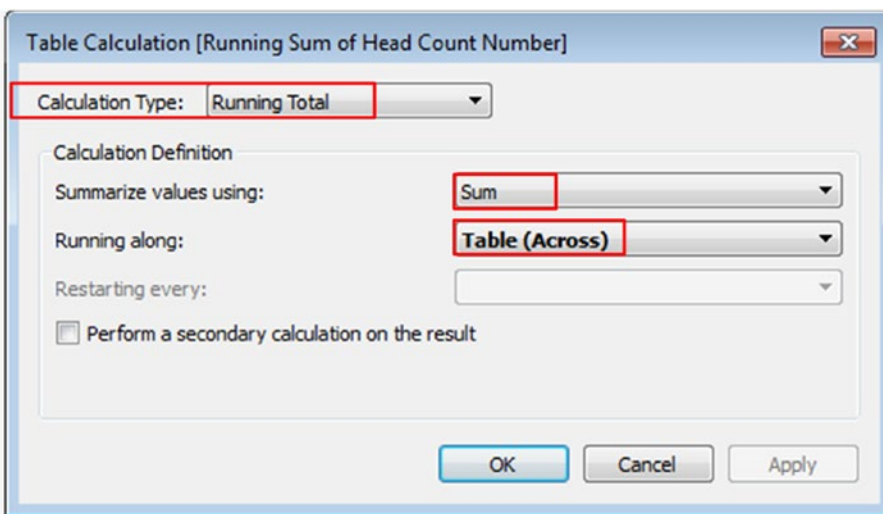 Table Calculation [Running Sum of Head Count Number]
Calculation Type: Running Total
Calculation Definition
Summarize values using: Sum
Running along: Table (Across)
Restarting every:
Perform a secondary calculation on the result
OK Cancel Apply